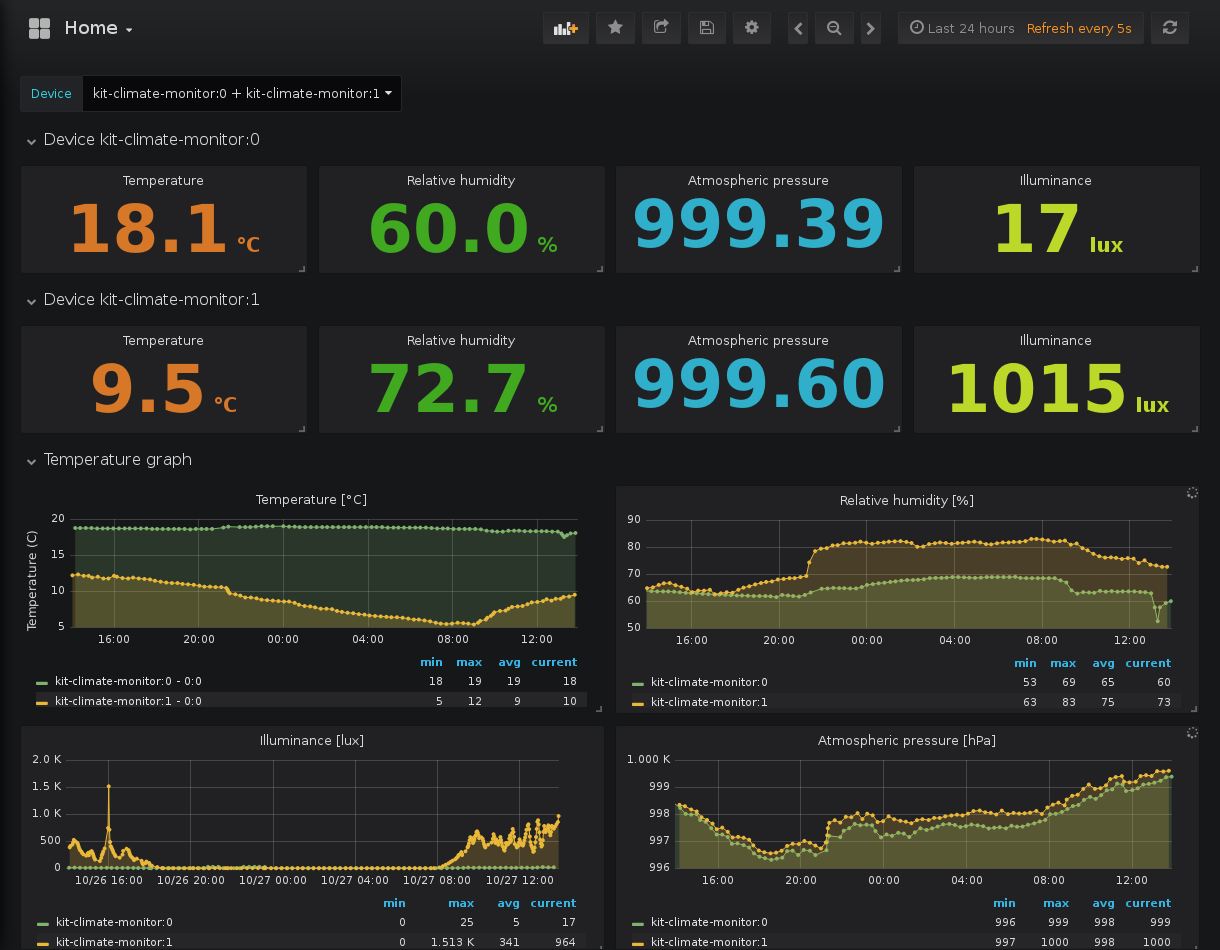 Home
Last 24 hours Refresh every 5s
Device kit-climate-monitor:0 + kit-climate-monitor:1
Device kit-climate-monitor:0
Temperature Relative humidity Atmospheric pressure Illuminance
18.1 °C 60.0 % 999.39 17 lux
Device kit-climate-monitor:1
Temperature Relative humidity Atmospheric pressure Illuminance
9.5 °C 72.7 % 999.60 1015 lux
Temperature graph
Temperature [°C]
Temperature (C)
20
15
10
5
16:00 20:00 00:00 04:00 08:00 12:00
min max avg current
kit-climate-monitor:0 - 0:0 18 19 19 18
kit-climate-monitor:1 - 0:0 5 12 9 10
Relative humidity [%]
90
80
70
60
50
16:00 20:00 00:00 04:00 08:00 12:00
min max avg current
kit-climate-monitor:0 53 69 65 60
kit-climate-monitor:1 63 83 75 73
Illuminance [lux]
2.0 K
1.5 K
1.0 K
500
0
10/26 16:00 10/26 20:00 10/27 00:00 10/27 04:00 10/27 08:00 10/27 12:00
min max avg current
kit-climate-monitor:0 0 25 5 17
kit-climate-monitor:1 0 1.513 K 341 964
Atmospheric pressure [hPa]
1.000 K
999
998
997
996
16:00 20:00 00:00 04:00 08:00 12:00
min max avg current
kit-climate-monitor:0 996 999 998 999
kit-climate-monitor:1 997 1000 998 1000